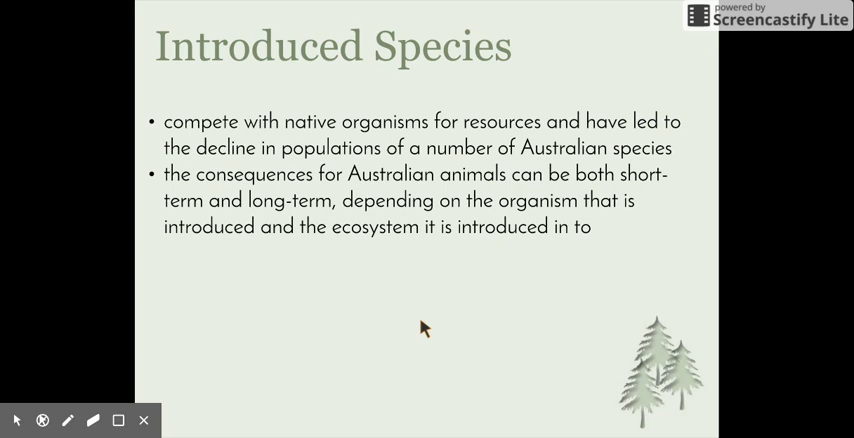 powered by
Screencastify Lite
Introduced Species
• compete with native organisms for resources and have led to
the decline in populations of a number of Australian species
• the consequences for Australian animals can be both short-
term and long-term, depending on the organism that is
introduced and the ecosystem it is introduced in to